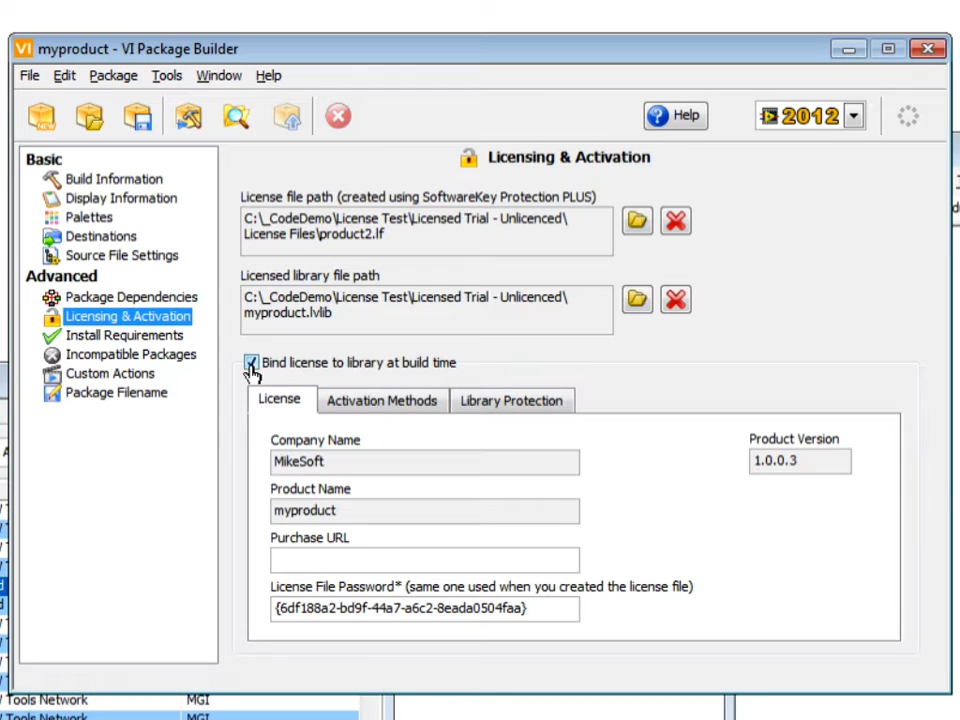 VI myproduct - VI Package Builder
File Edit Package Tools Window Help
Help 2012
Basic
Build Information
Display Information
Palettes
Destinations
Source File Settings
Advanced
Package Dependencies
Licensing & Activation
Install Requirements
Incompatible Packages
Custom Actions
Package Filename
Licensing & Activation
License file path (created using SoftwareKey Protection PLUS)
C:\_CodeDemo\License Test\Licensed Trial - Unlicenced\
License Files\product2.lf
Licensed library file path
C:\_CodeDemo\License Test\Licensed Trial - Unlicenced\
myproduct.lvlib
Bind license to library at build time
License Activation Methods Library Protection
Company Name
MikeSoft
Product Version
1.0.0.3
Product Name
myproduct
Purchase URL
License File Password* (same one used when you created the license file)
{6df188a2-bd9f-44a7-a6c2-8eada0504faa}
Tools Network MGI